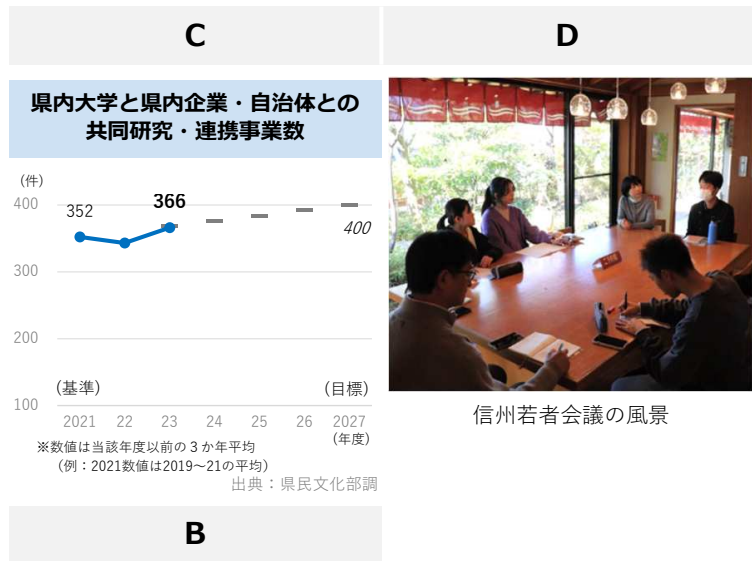 C
D
県内大学と県内企業・自治体との
共同研究・連携事業数
(件)
400
352
366
400
300
200
100
(基準)
(目標)
2021 22 23 24 25 26 2027
(年度)
※数値は当該年度以前の3か年平均
(例：2021数値は2019～21の平均)
出典：県民文化部調
信州若者会議の風景
B